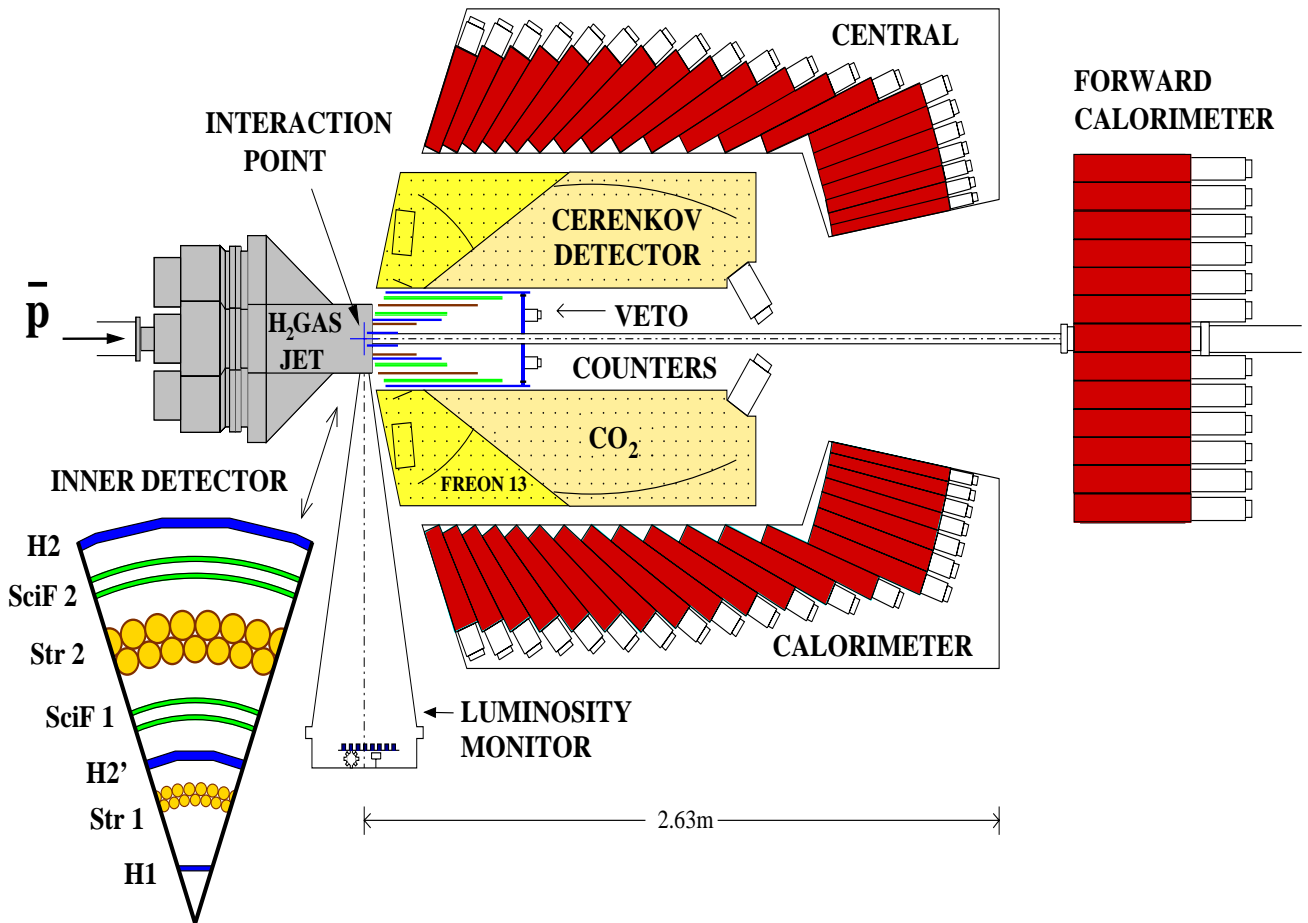 CENTRAL
FORWARD
CALORIMETER
INTERACTION
POINT
CERENKOV
DETECTOR
p̅
H₂GAS
JET
VETO
COUNTERS
CO₂
FREON 13
INNER DETECTOR
H2
SciF 2
Str 2
SciF 1
H2’
Str 1
H1
CALORIMETER
LUMINOSITY
MONITOR
2.63m